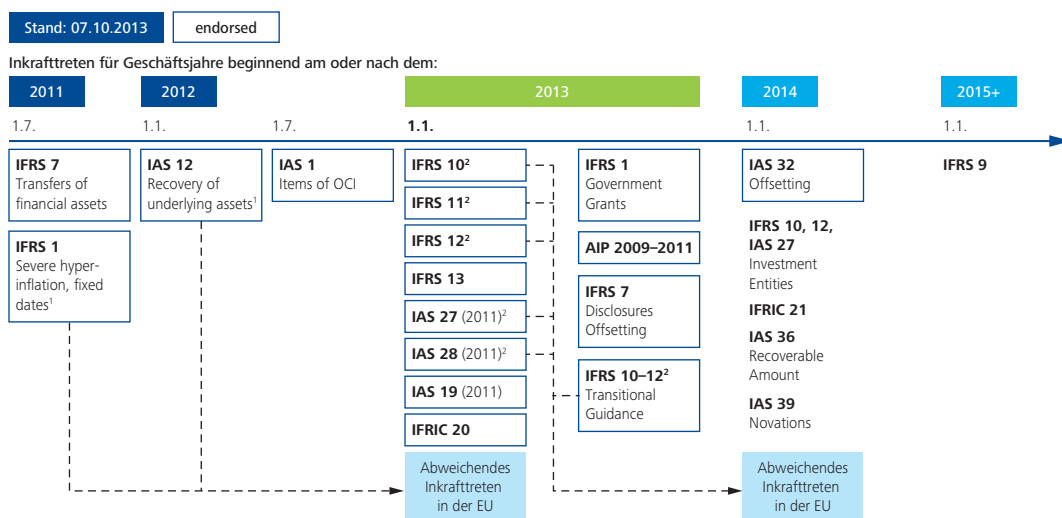 Stand: 07.10.2013
endorsed
Inkrafttreten für Geschäftsjahre beginnend am oder nach dem:
2011
2012
2013
2014
2015+
1.7.
1.1.
1.7.
1.1.
1.1.
1.1.
IFRS 7
Transfers of
financial assets
IFRS 1
Severe hyper-
inflation, fixed
dates¹
IAS 12
Recovery of
underlying assets¹
IAS 1
Items of OCI
IFRS 10²
IFRS 11²
IFRS 12²
IFRS 13
IAS 27 (2011)²
IAS 28 (2011)²
IAS 19 (2011)
IFRIC 20
Abweichendes
Inkrafttreten
in der EU
IFRS 1
Government
Grants
AIP 2009–2011
IFRS 7
Disclosures
Offsetting
IFRS 10–12²
Transitional
Guidance
IAS 32
Offsetting
IFRS 10, 12,
IAS 27
Investment
Entities
IFRIC 21
IAS 36
Recoverable
Amount
IAS 39
Novations
Abweichendes
Inkrafttreten
in der EU
IFRS 9